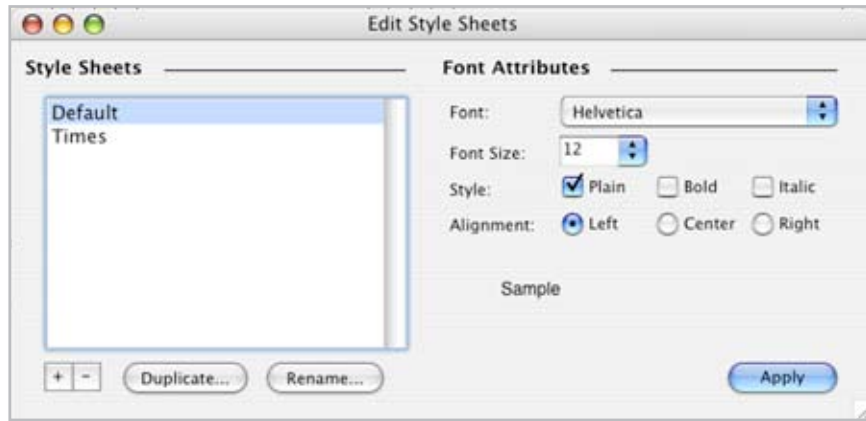 Edit Style Sheets
Style Sheets
Default
Times
+ - Duplicate... Rename...
Font Attributes
Font: Helvetica
Font Size: 12
Style: Plain Bold Italic
Alignment: Left Center Right
Sample
Apply